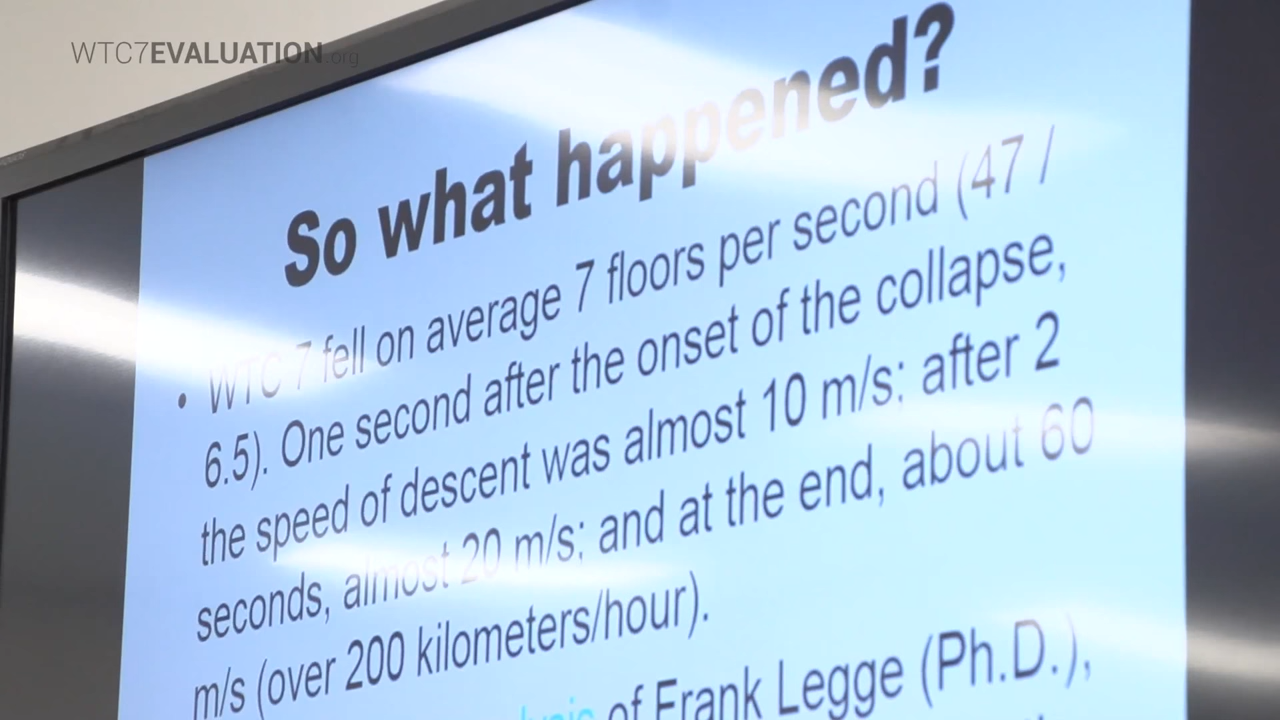 WTC7EVALUATION.org
So what happened?
• WTC 7 fell on average 7 floors per second (47 /
6.5). One second after the onset of the collapse,
the speed of descent was almost 10 m/s; after 2
seconds, almost 20 m/s; and at the end, about 60
m/s (over 200 kilometers/hour).
of Frank Legge (Ph.D.),